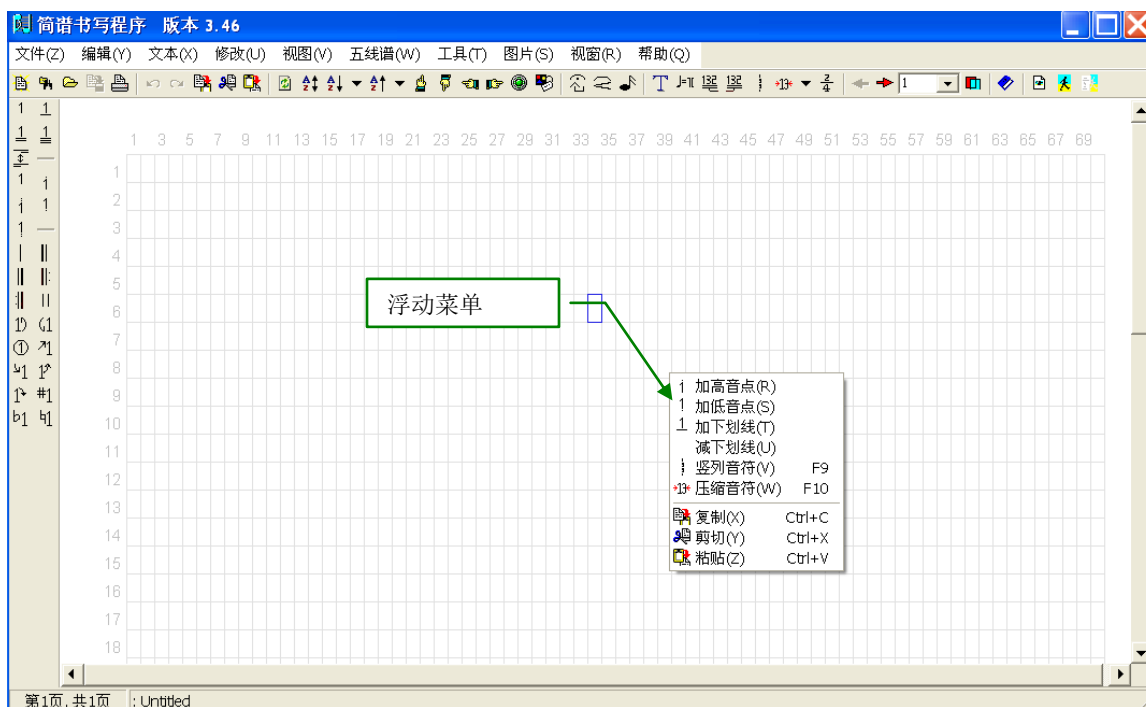 简谱书写程序 版本 3.46
文件(Z) 编辑(Y) 文本(X) 修改(U) 视图(V) 五线谱(W) 工具(T) 图片(S) 视窗(R) 帮助(Q)
1
1 3 5 7 9 11 13 15 17 19 21 23 25 27 29 31 33 35 37 39 41 43 45 47 49 51 53 55 57 59 61 63 65 67 69
1
2
3
4
5
6
7
8
9
10
11
12
13
14
15
16
17
18
浮动菜单
加高音点(R)
加低音点(S)
加下划线(T)
减下划线(U)
竖列音符(V) F9
压缩音符(W) F10
复制(X) Ctrl+C
剪切(Y) Ctrl+X
粘贴(Z) Ctrl+V
第1页,共1页 : Untitled